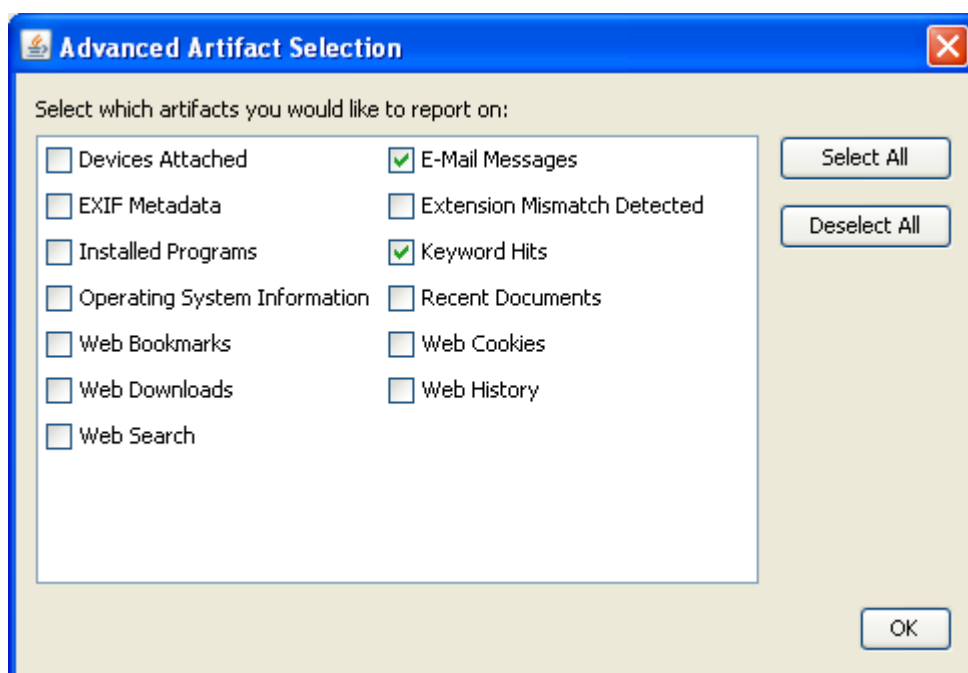 Advanced Artifact Selection
Select which artifacts you would like to report on:
Devices Attached
E-Mail Messages
EXIF Metadata
Extension Mismatch Detected
Installed Programs
Keyword Hits
Operating System Information
Recent Documents
Web Bookmarks
Web Cookies
Web Downloads
Web History
Web Search
Select All
Deselect All
OK